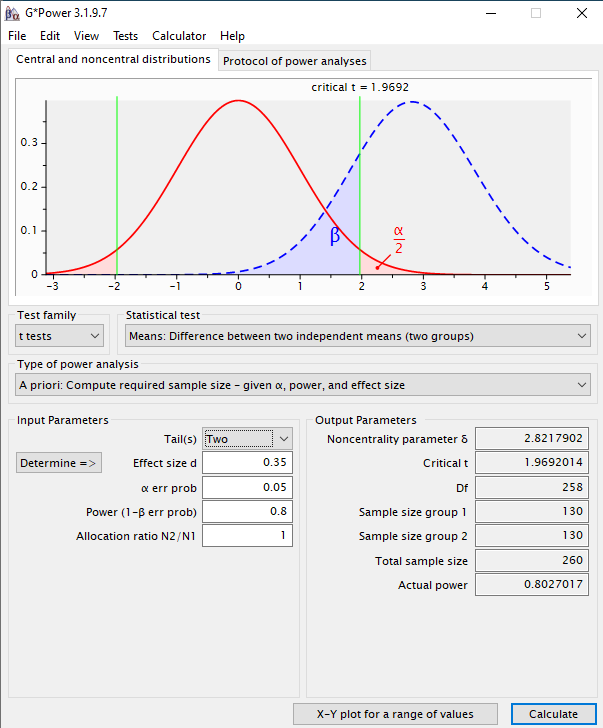 G*Power 3.1.9.7
File Edit View Tests Calculator Help
Central and noncentral distributions Protocol of power analyses
critical t = 1.9692
0.3
0.2
0.1
0
β
α
2
-3 -2 -1 0 1 2 3 4 5
Test family Statistical test
t tests Means: Difference between two independent means (two groups)
Type of power analysis
A priori: Compute required sample size - given α, power, and effect size
Input Parameters Output Parameters
Tail(s) Two Noncentrality parameter δ 2.8217902
Determine => Effect size d 0.35 Critical t 1.9692014
α err prob 0.05 Df 258
Power (1-β err prob) 0.8 Sample size group 1 130
Allocation ratio N2/N1 1 Sample size group 2 130
Total sample size 260
Actual power 0.8027017
X-Y plot for a range of values Calculate